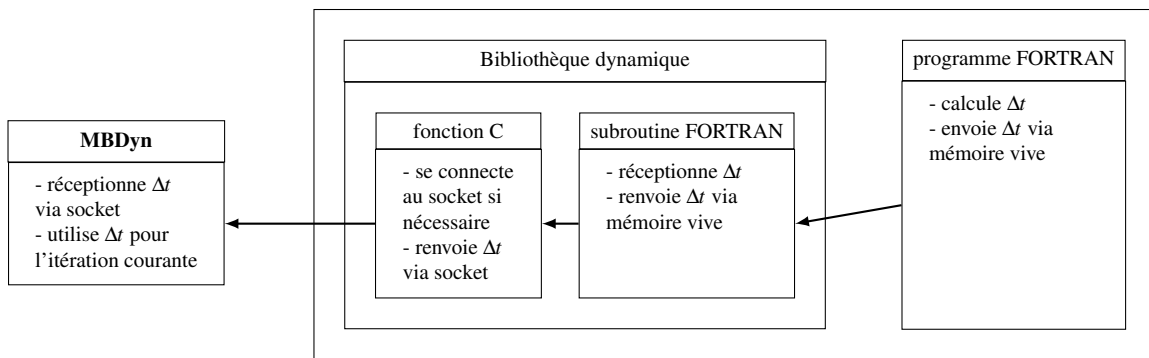 MBDyn
- réceptionne Δt
via socket
- utilise Δt pour
l'itération courante
Bibliothèque dynamique
fonction C
- se connecte
au socket si
nécessaire
- renvoie Δt
via socket
subroutine FORTRAN
- réceptionne Δt
- renvoie Δt via
mémoire vive
programme FORTRAN
- calcule Δt
- envoie Δt via
mémoire vive